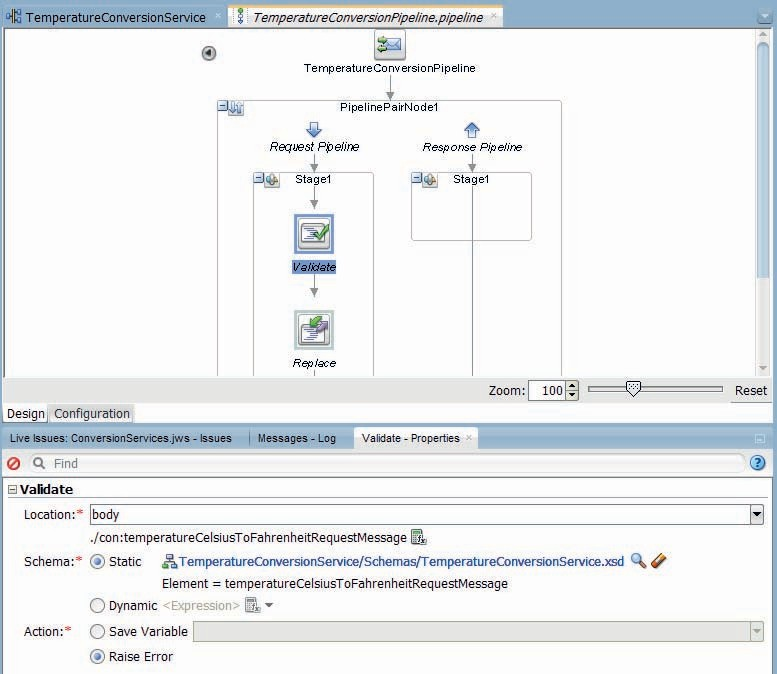 TemperatureConversionService
TemperatureConversionPipeline.pipeline
TemperatureConversionPipeline
PipelinePairNode1
Request Pipeline
Response Pipeline
Stage1
Stage1
Validate
Replace
Zoom: 100 Reset
Design Configuration
Live Issues: ConversionServices.jws - Issues
Messages - Log
Validate - Properties
Find
Validate
Location:* body
./con:temperatureCelsiusToFahrenheitRequestMessage
Schema:* Static TemperatureConversionService/Schemas/TemperatureConversionService.xsd
Element = temperatureCelsiusToFahrenheitRequestMessage
Dynamic <Expression>
Action:* Save Variable
Raise Error